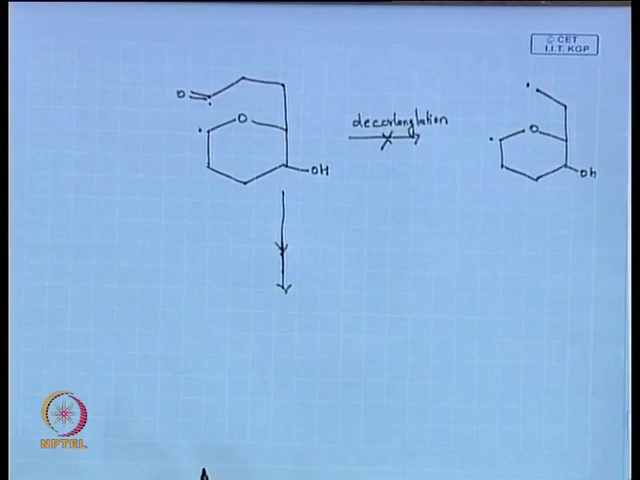 © CET
I.I.T. KGP
O
O
OH
decarbonylation
O
OH
NPTEL